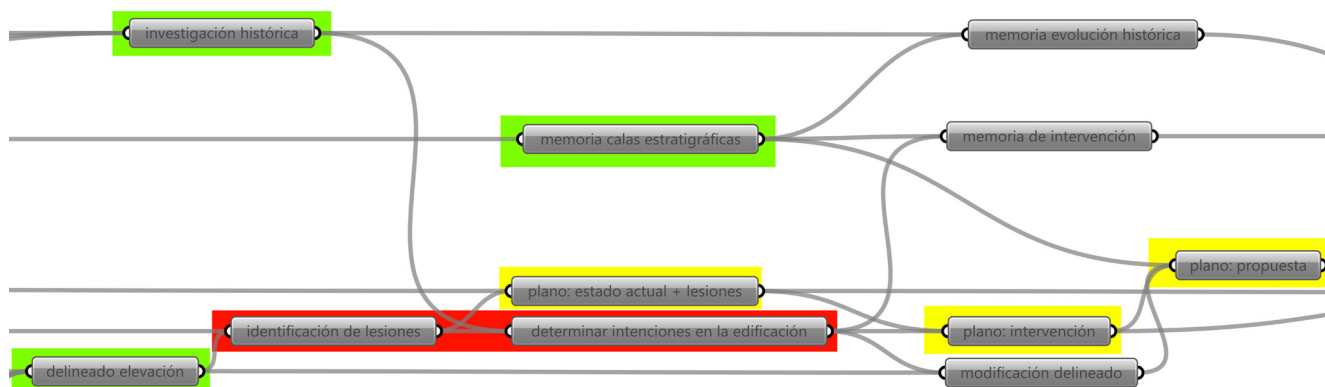 investigación histórica
memoria evolución histórica
memoria calas estratigráficas
memoria de intervención
plano: propuesta
plano: estado actual + lesiones
identificación de lesiones
determinar intenciones en la edificación
plano: intervención
delineado elevación
modificación delineado